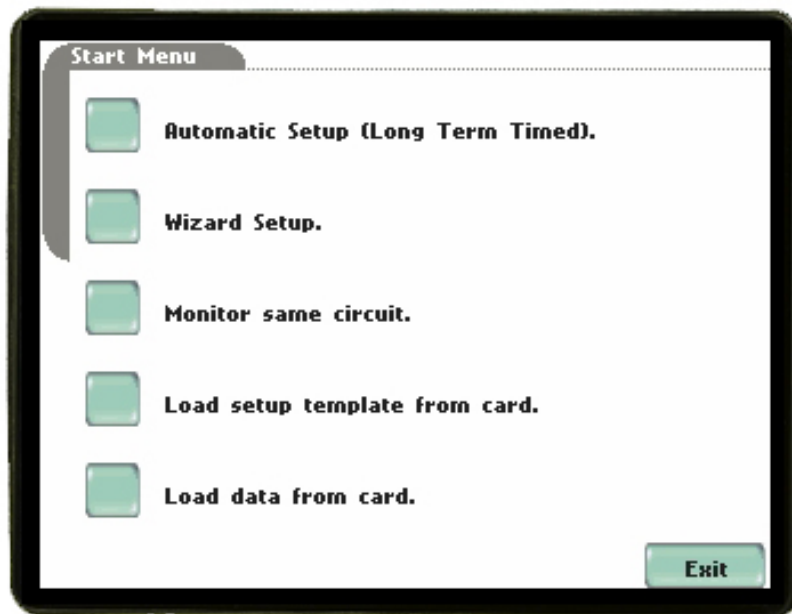 Start Menu
Automatic Setup (Long Term Timed).
Wizard Setup.
Monitor same circuit.
Load setup template from card.
Load data from card.
Exit